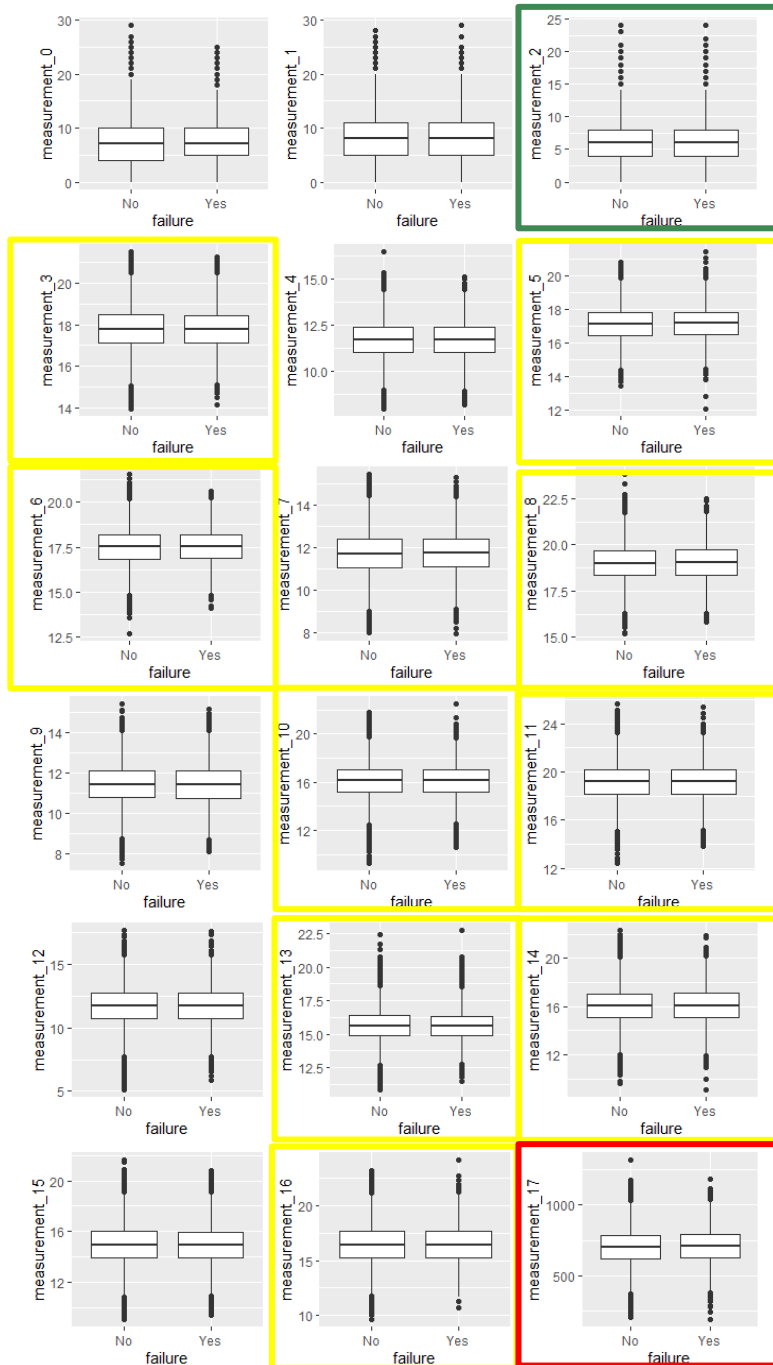 measurement_0
30
20
10
0
No Yes
failure
measurement_1
30
20
10
0
No Yes
failure
measurement_2
25
20
15
10
5
0
No Yes
failure
measurement_3
20
18
16
14
No Yes
failure
measurement_4
15.0
12.5
10.0
No Yes
failure
measurement_5
20
18
16
14
12
No Yes
failure
measurement_6
20.0
17.5
15.0
12.5
No Yes
failure
measurement_7
14
12
10
8
No Yes
failure
measurement_8
22.5
20.0
17.5
15.0
No Yes
failure
measurement_9
14
12
10
8
No Yes
failure
measurement_10
20
16
12
No Yes
failure
measurement_11
24
20
16
12
No Yes
failure
measurement_12
15
10
5
No Yes
failure
measurement_13
22.5
20.0
17.5
15.0
12.5
No Yes
failure
measurement_14
20
16
12
No Yes
failure
measurement_15
20
16
12
No Yes
failure
measurement_16
20
15
10
No Yes
failure
measurement_17
1000
500
No Yes
failure